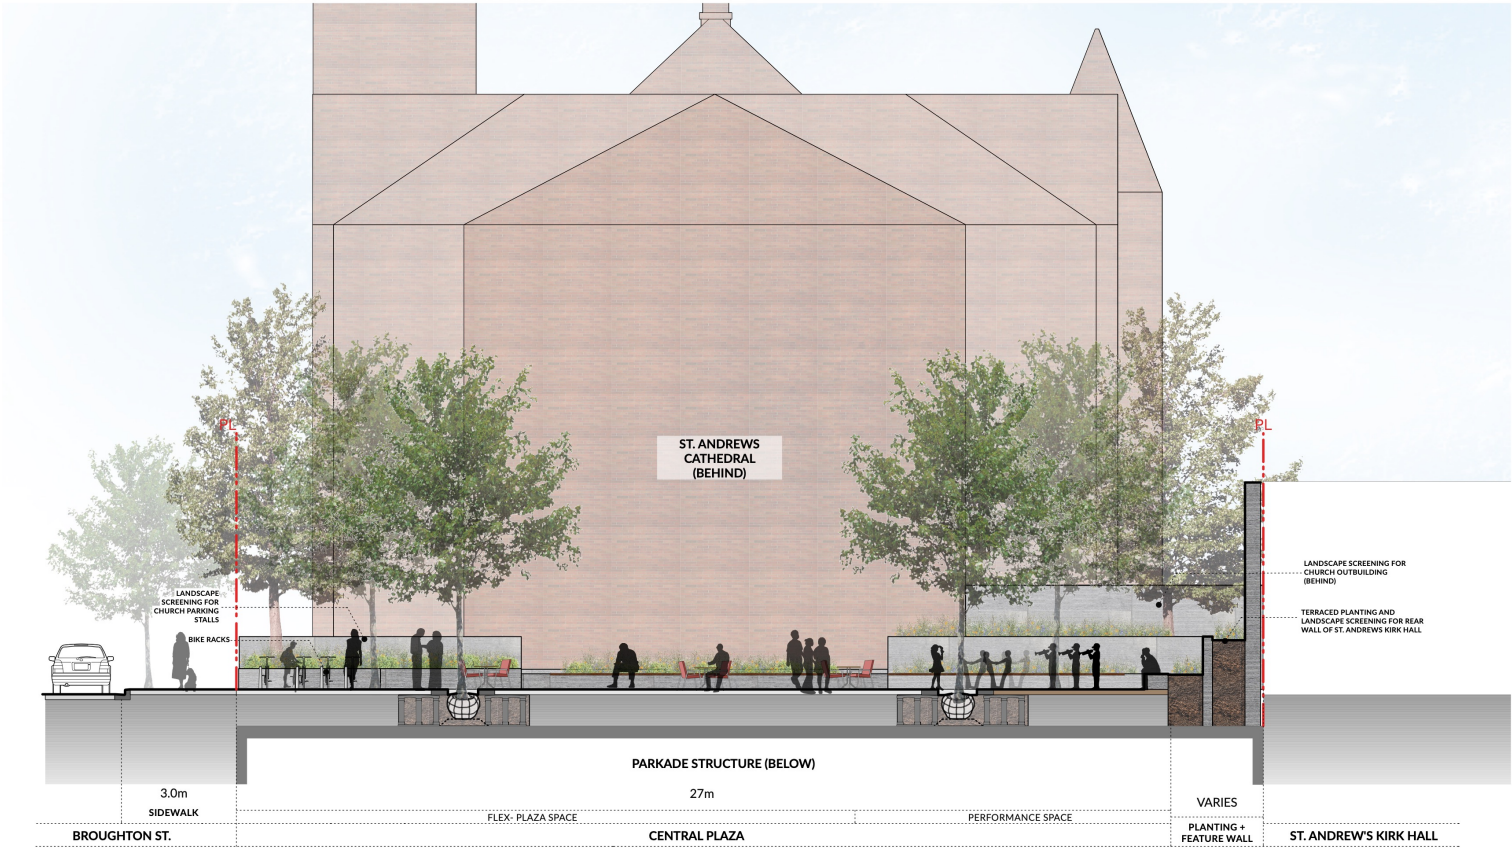 PL
PL
ST. ANDREWS
CATHEDRAL
(BEHIND)
LANDSCAPE
SCREENING FOR
CHURCH PARKING
STALLS
BIKE RACKS
LANDSCAPE SCREENING FOR
CHURCH OUTBUILDING
(BEHIND)
TERRACED PLANTING AND
LANDSCAPE SCREENING FOR REAR
WALL OF ST. ANDREWS KIRK HALL
PARKADE STRUCTURE (BELOW)
3.0m
27m
VARIES
SIDEWALK
FLEX- PLAZA SPACE
PERFORMANCE SPACE
BROUGHTON ST.
CENTRAL PLAZA
PLANTING +
FEATURE WALL
ST. ANDREW'S KIRK HALL